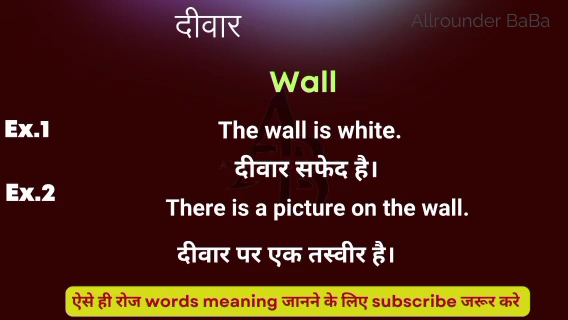 दीवार
Allrounder BaBa
Wall
Ex.1
The wall is white.
दीवार सफेद है।
Ex.2
There is a picture on the wall.
दीवार पर एक तस्वीर है।
ऐसे ही रोज words meaning जानने के लिए subscribe जरूर करे